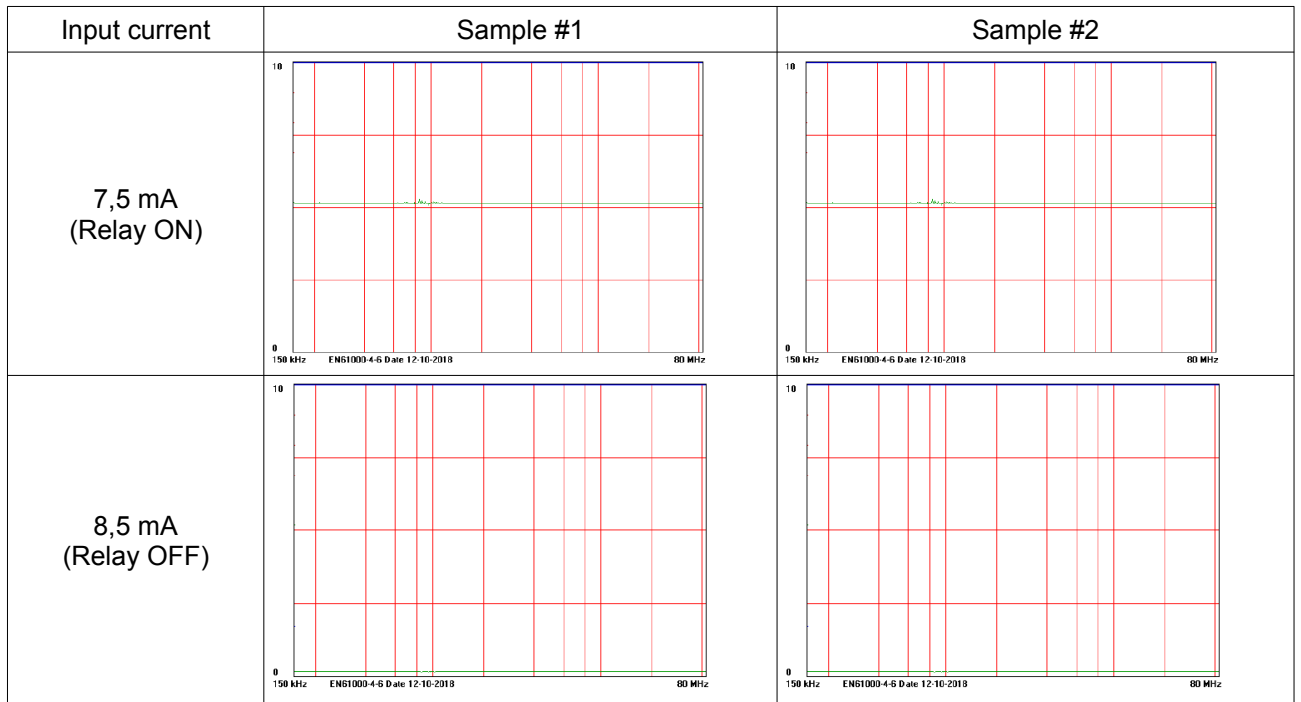 Input current
Sample #1
Sample #2
7,5 mA
(Relay ON)
10
0
150 kHz EN61000-4-6 Date 12-10-2018 80 MHz
10
0
150 kHz EN61000-4-6 Date 12-10-2018 80 MHz
8,5 mA
(Relay OFF)
10
0
150 kHz EN61000-4-6 Date 12-10-2018 80 MHz
10
0
150 kHz EN61000-4-6 Date 12-10-2018 80 MHz